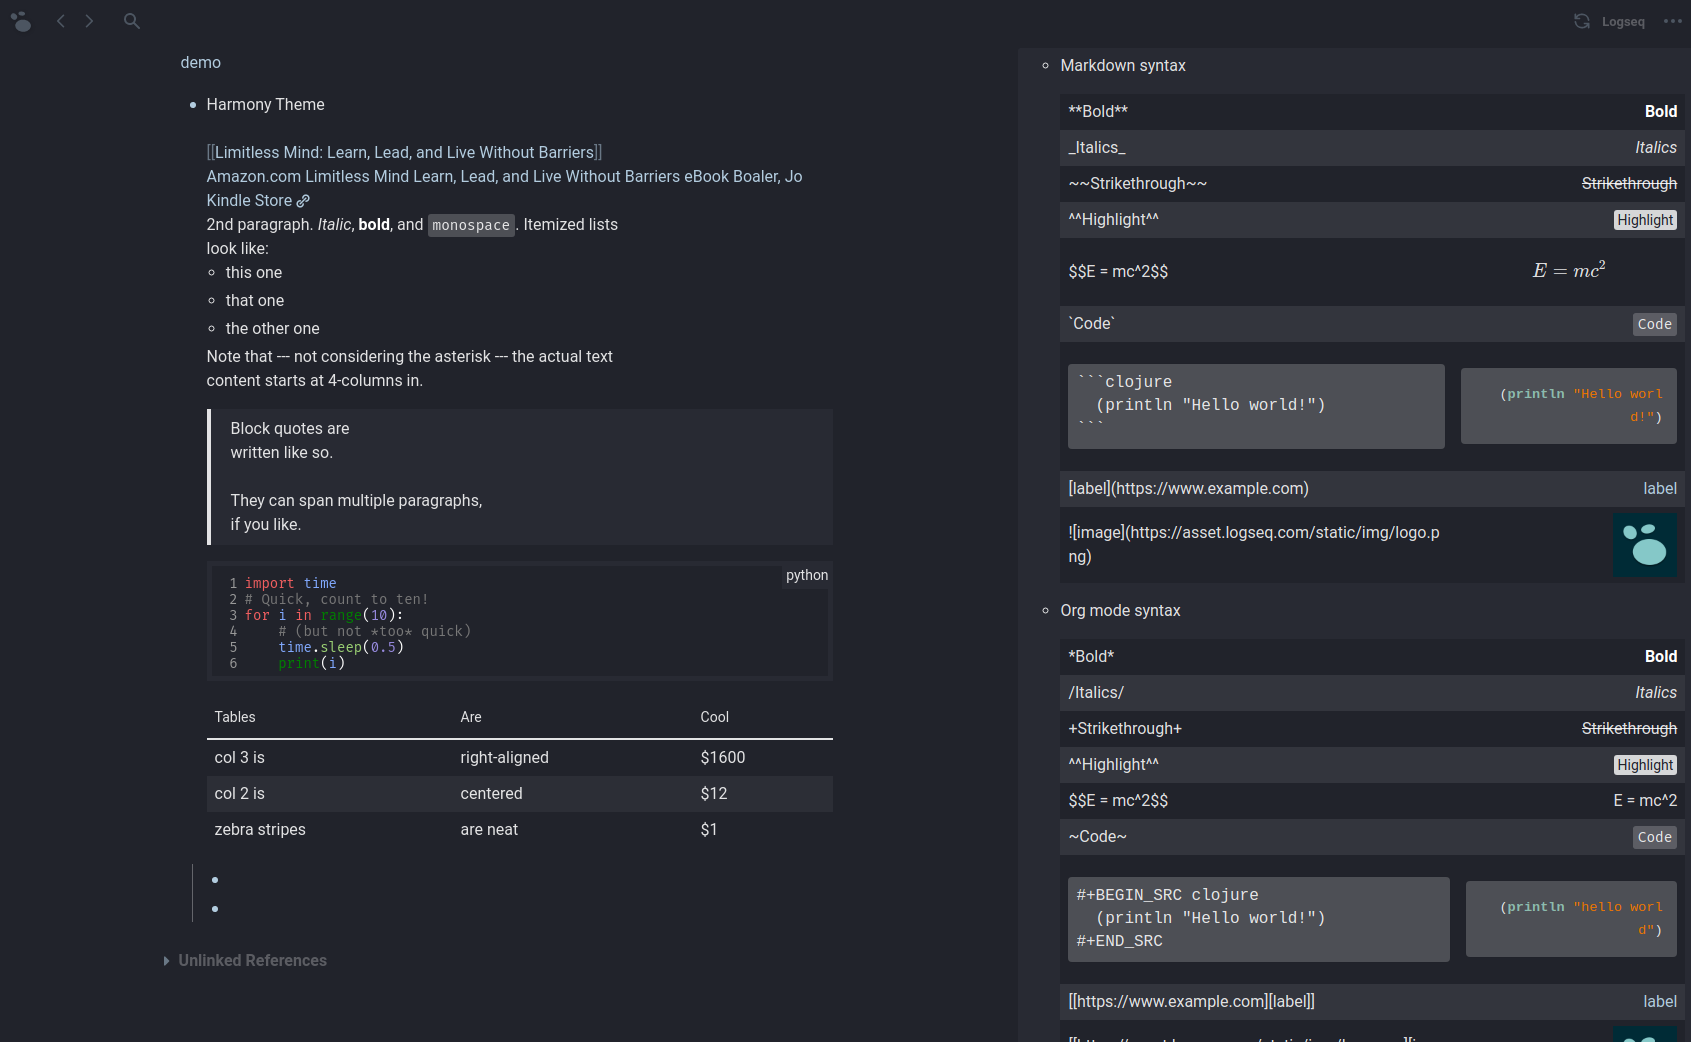 Logseq
demo
Harmony Theme
[[Limitless Mind: Learn, Lead, and Live Without Barriers]]
Amazon.com Limitless Mind Learn, Lead, and Live Without Barriers eBook Boaler, Jo
Kindle Store
2nd paragraph. Italic, bold, and monospace. Itemized lists
look like:
this one
that one
the other one
Note that --- not considering the asterisk --- the actual text
content starts at 4-columns in.
Block quotes are
written like so.
They can span multiple paragraphs,
if you like.
python
1 import time
2 # Quick, count to ten!
3 for i in range(10):
4     # (but not *too* quick)
5     time.sleep(0.5)
6     print(i)
Tables Are Cool
col 3 is right-aligned $1600
col 2 is centered $12
zebra stripes are neat $1
Unlinked References
Markdown syntax
**Bold** Bold
_Italics_ Italics
~~Strikethrough~~ Strikethrough
^^Highlight^^ Highlight
$$E = mc^2$$ E = mc²
`Code` Code
```clojure
(println "Hello world!")
```
(println "Hello worl
d!")
[label](https://www.example.com) label
![image](https://asset.logseq.com/static/img/logo.p
ng)
Org mode syntax
*Bold* Bold
/Italics/ Italics
+Strikethrough+ Strikethrough
^^Highlight^^ Highlight
$$E = mc^2$$ E = mc^2
~Code~ Code
#+BEGIN_SRC clojure
(println "Hello world!")
#+END_SRC
(println "hello worl
d")
[[https://www.example.com][label]] label